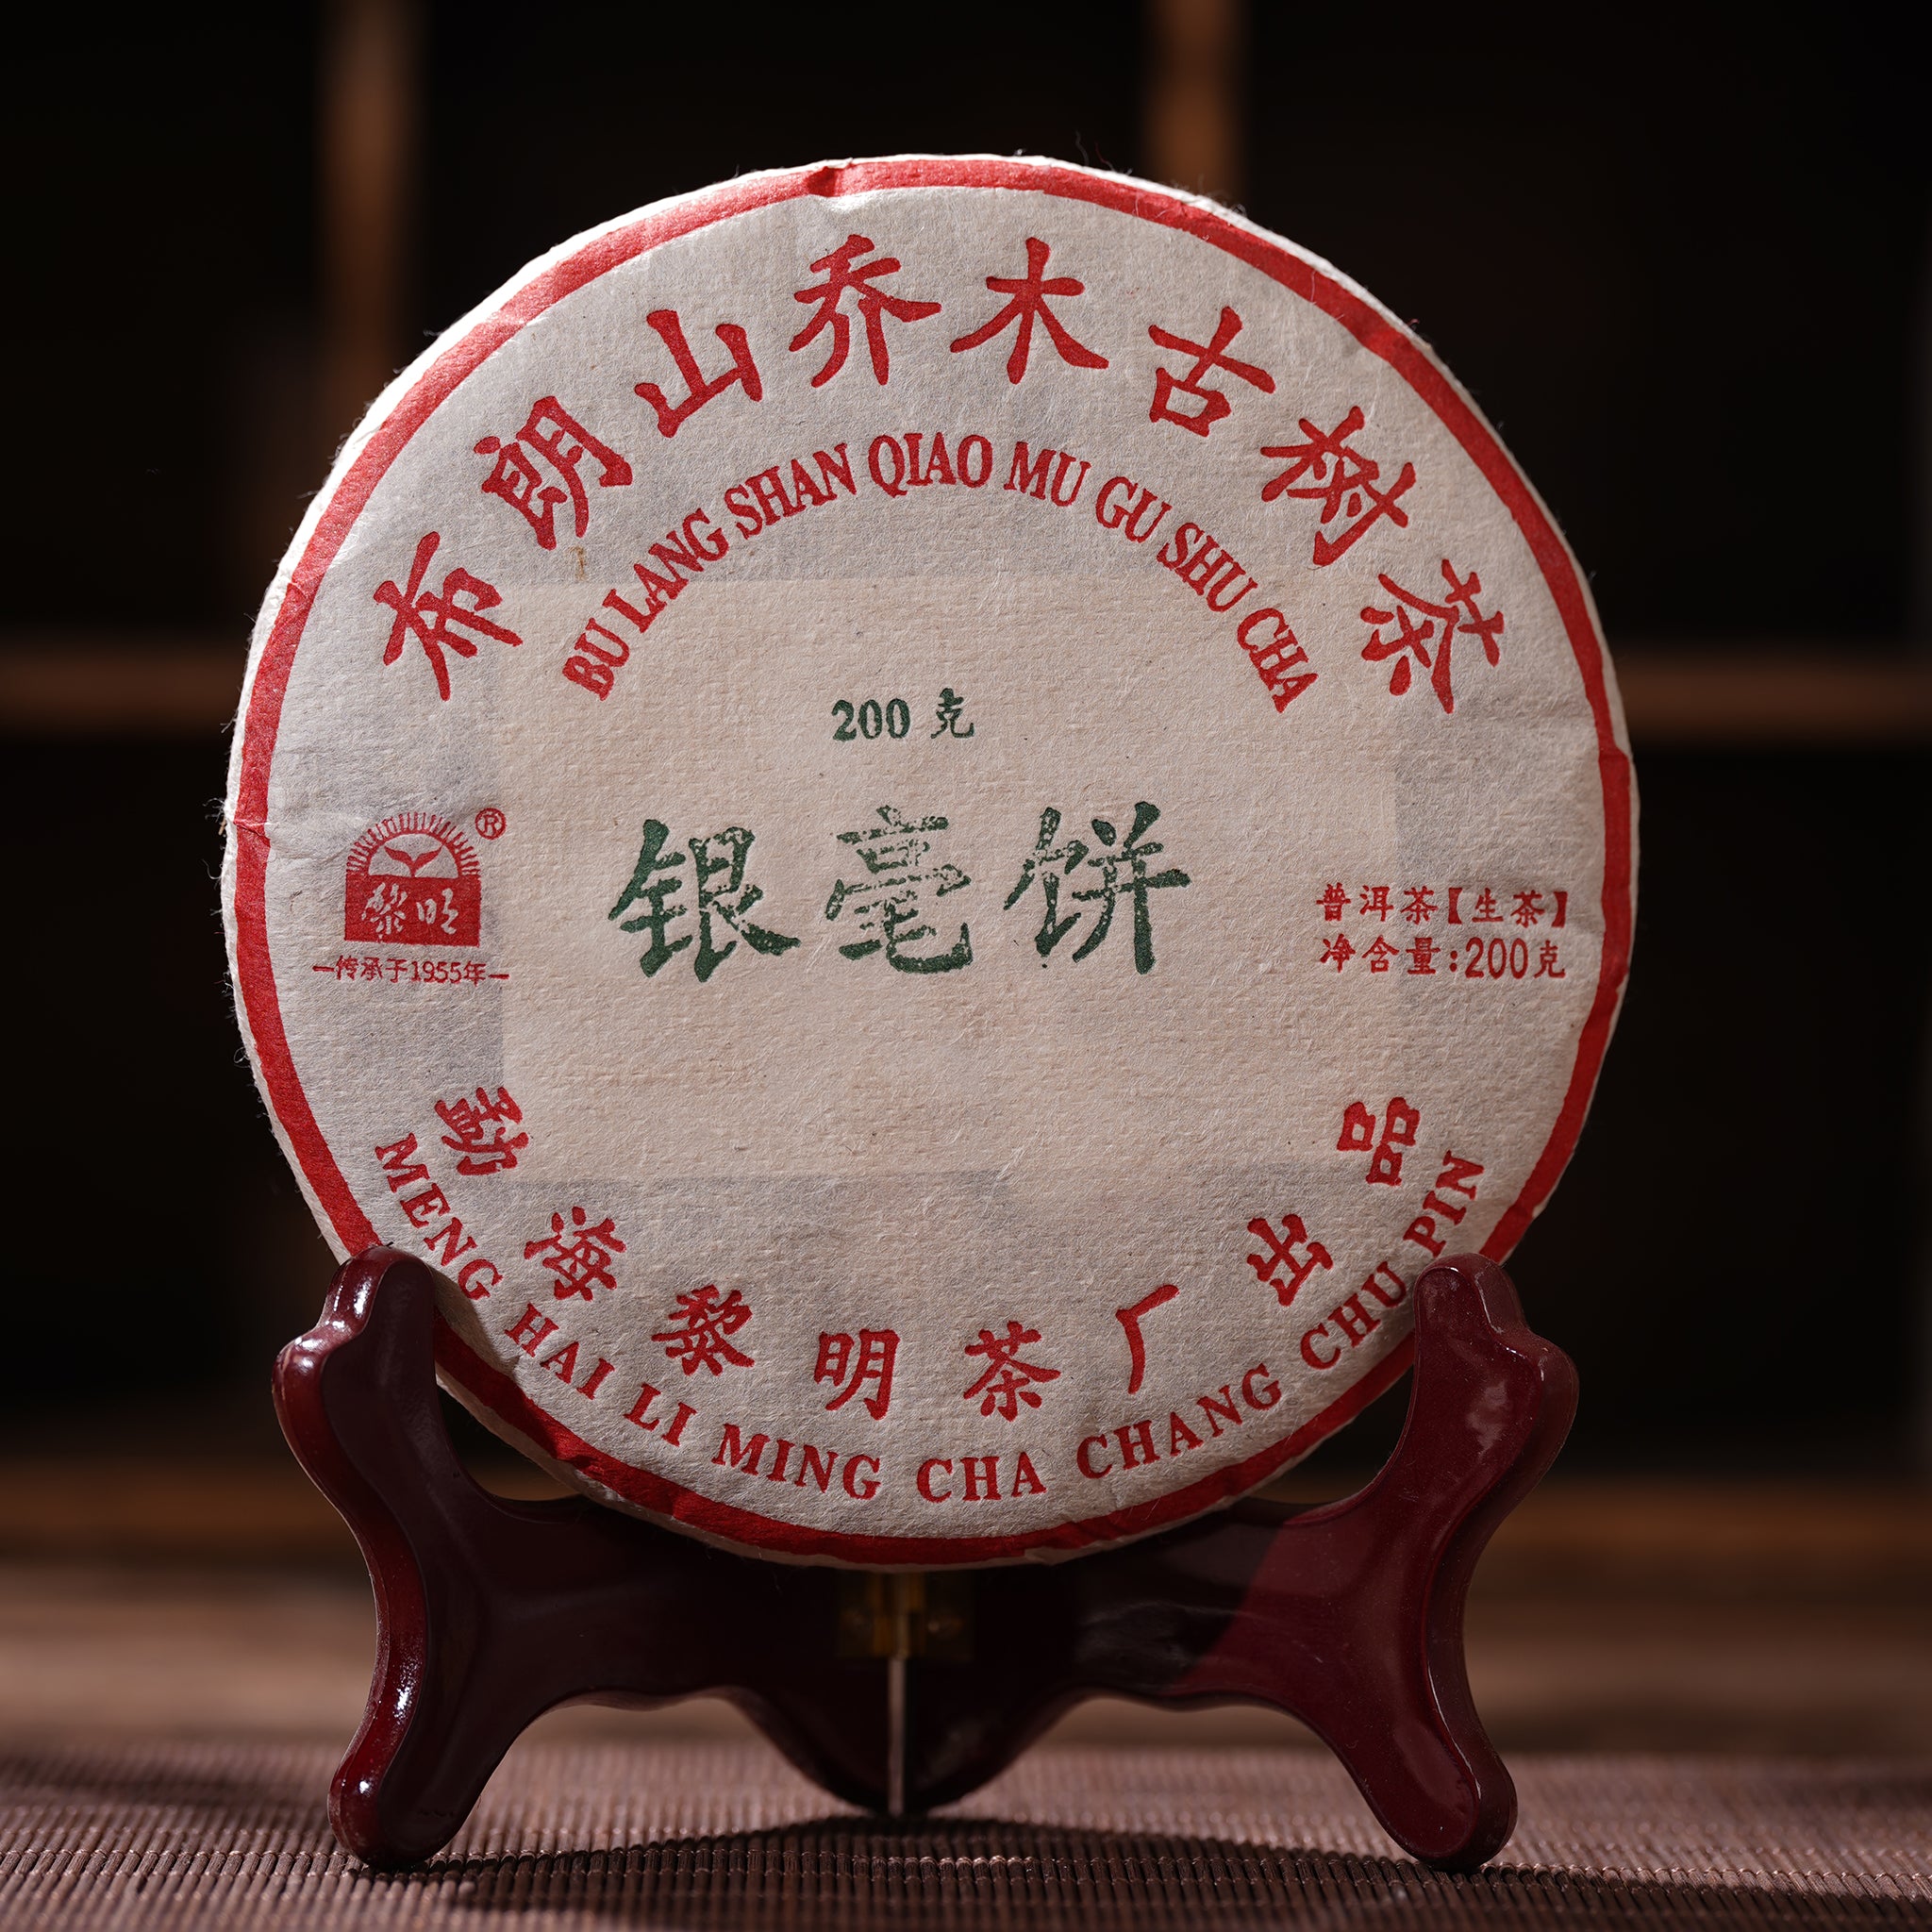 布朗山乔木古树茶
BU LANG SHAN QIAO MU GU SHU CHA
200 克
银毫饼
®
黎明
—传承于1955年—
普洱茶【生茶】
净含量:200克
勐海黎明茶厂出品
MENG HAI LI MING CHA CHANG CHU PIN